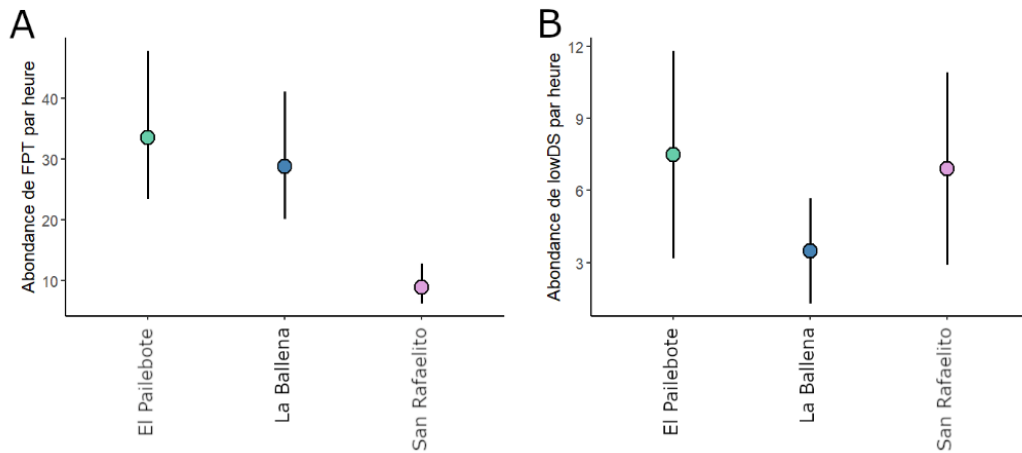 A
Abondance de FPT par heure
40
30
20
10
El Pailebote
La Ballena
San Rafaelito
B
Abondance de lowDS par heure
12
9
6
3
El Pailebote
La Ballena
San Rafaelito